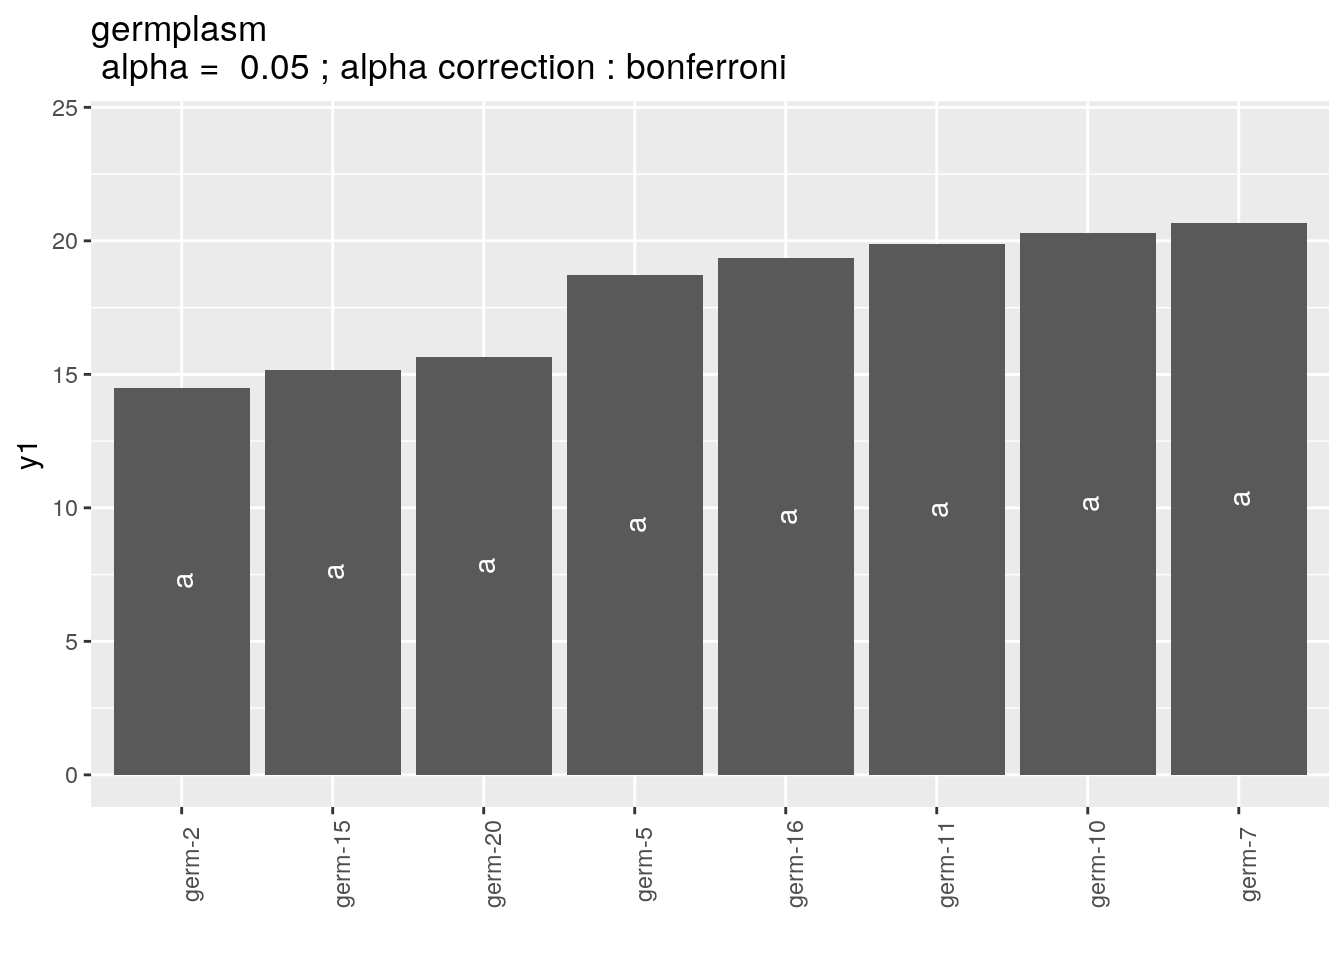 germplasm
alpha =  0.05 ; alpha correction : bonferroni
25
20
15
10
5
0
y1
a
a
a
a
a
a
a
a
germ-2
germ-15
germ-20
germ-5
germ-16
germ-11
germ-10
germ-7